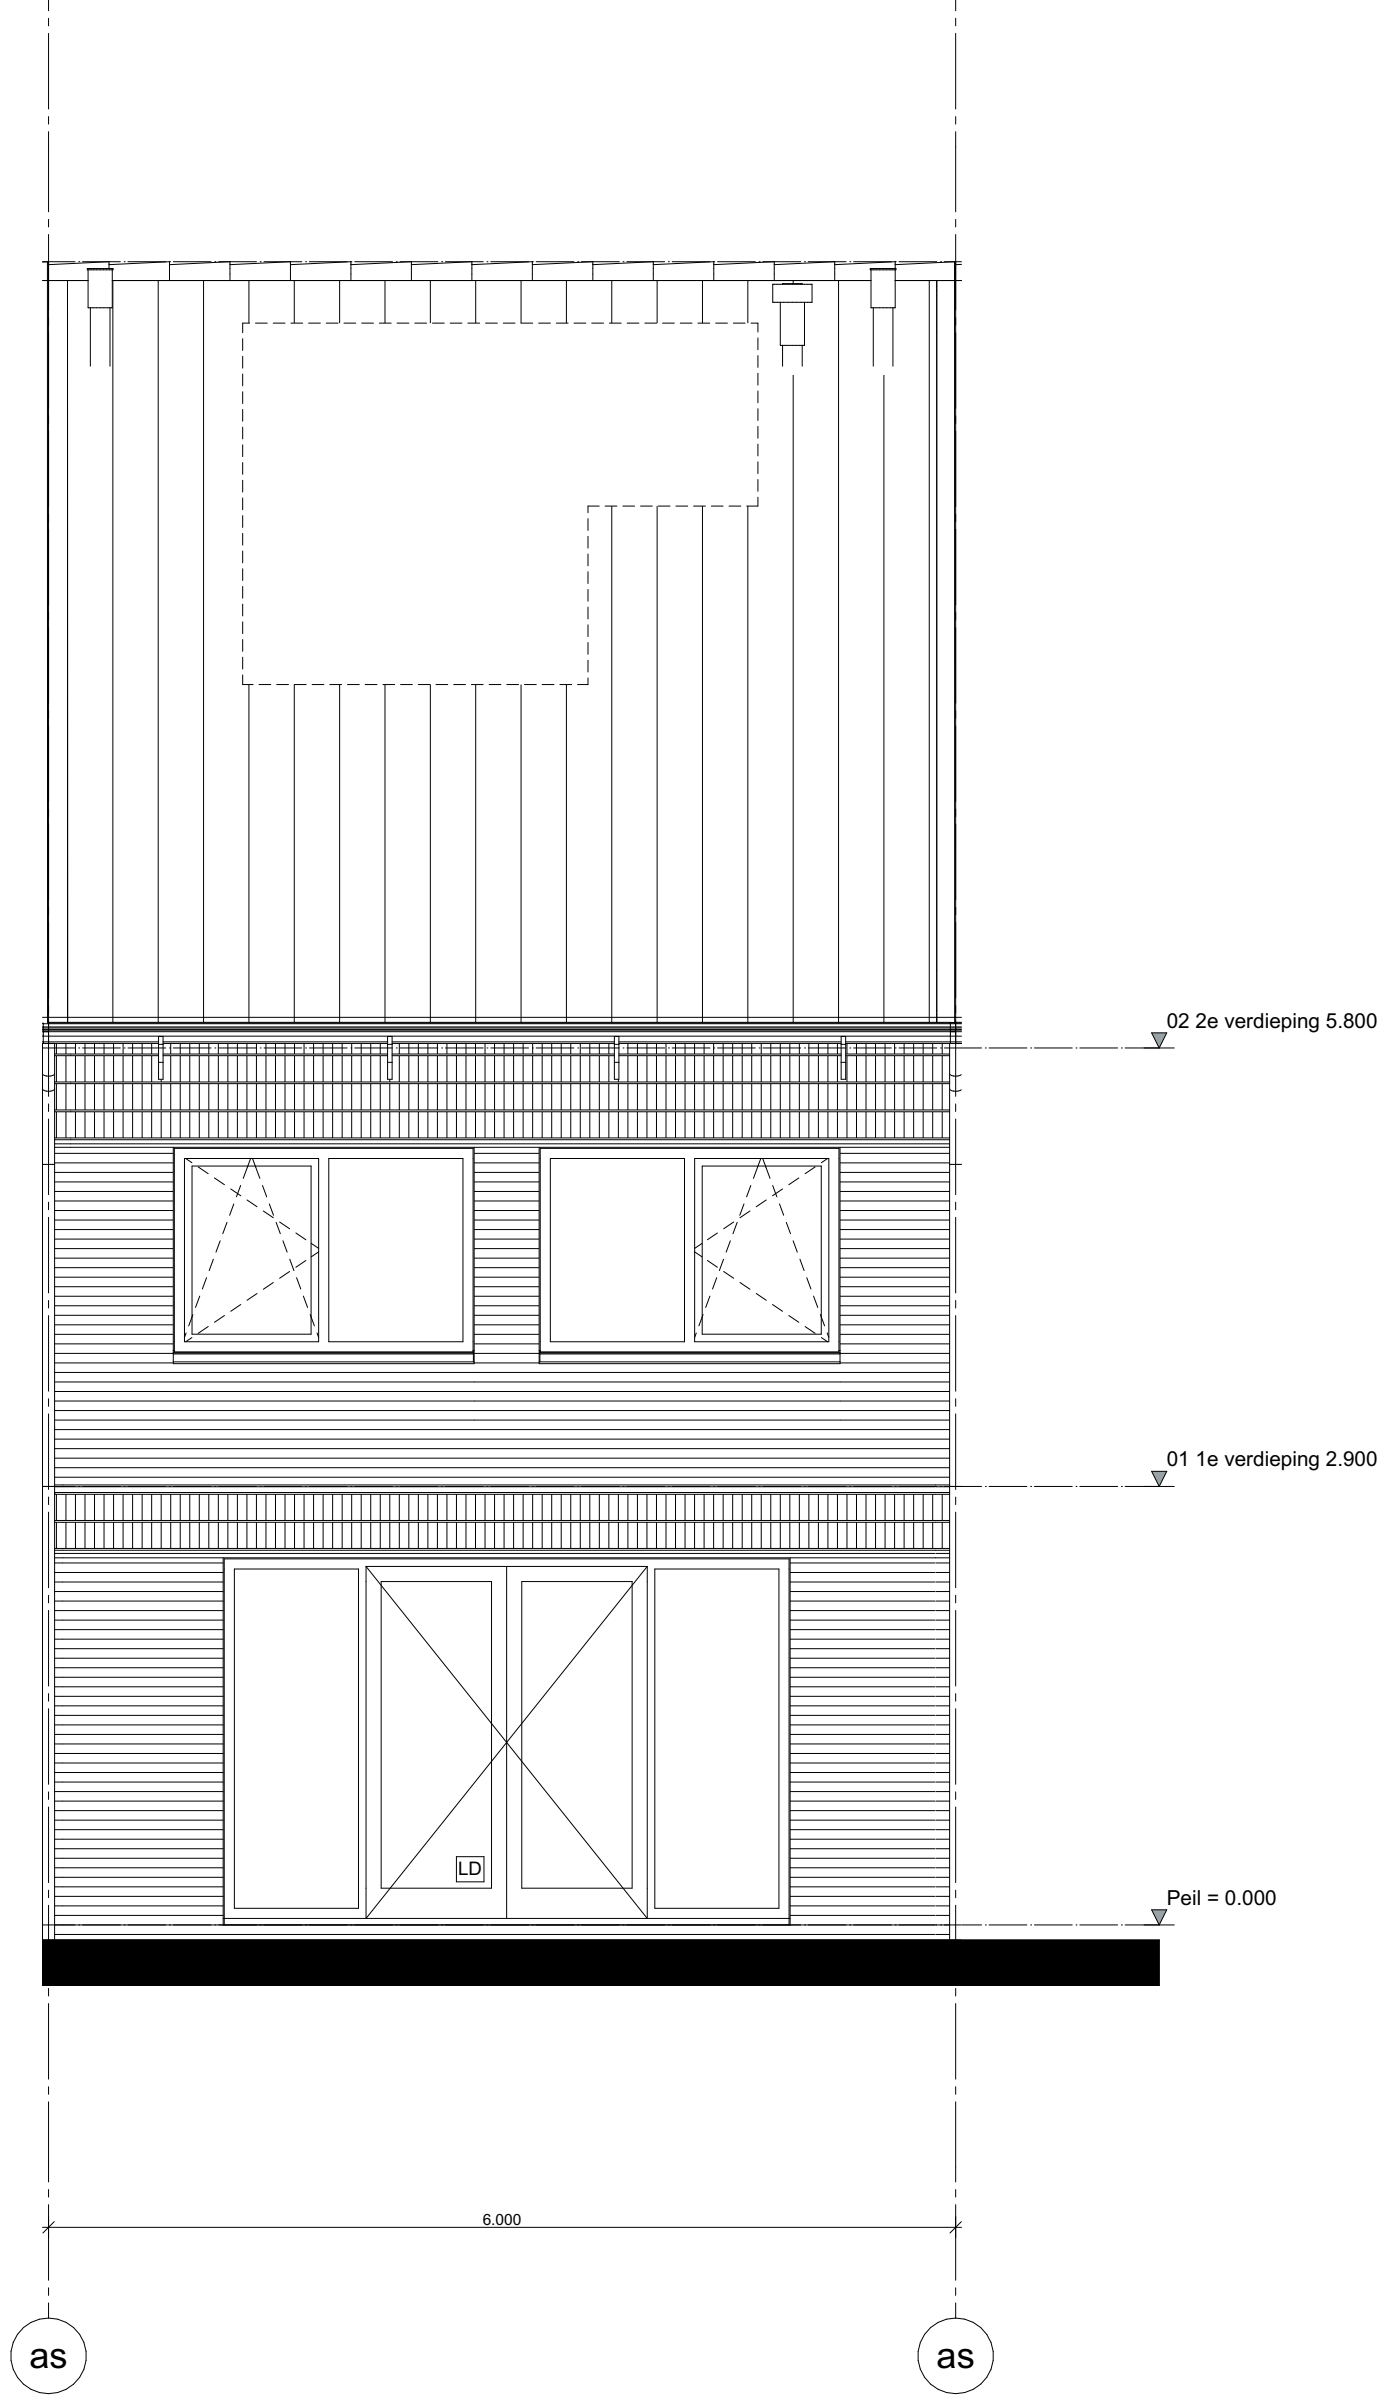 02 2e verdieping 5.800
01 1e verdieping 2.900
LD
Peil = 0.000
6.000
as
as